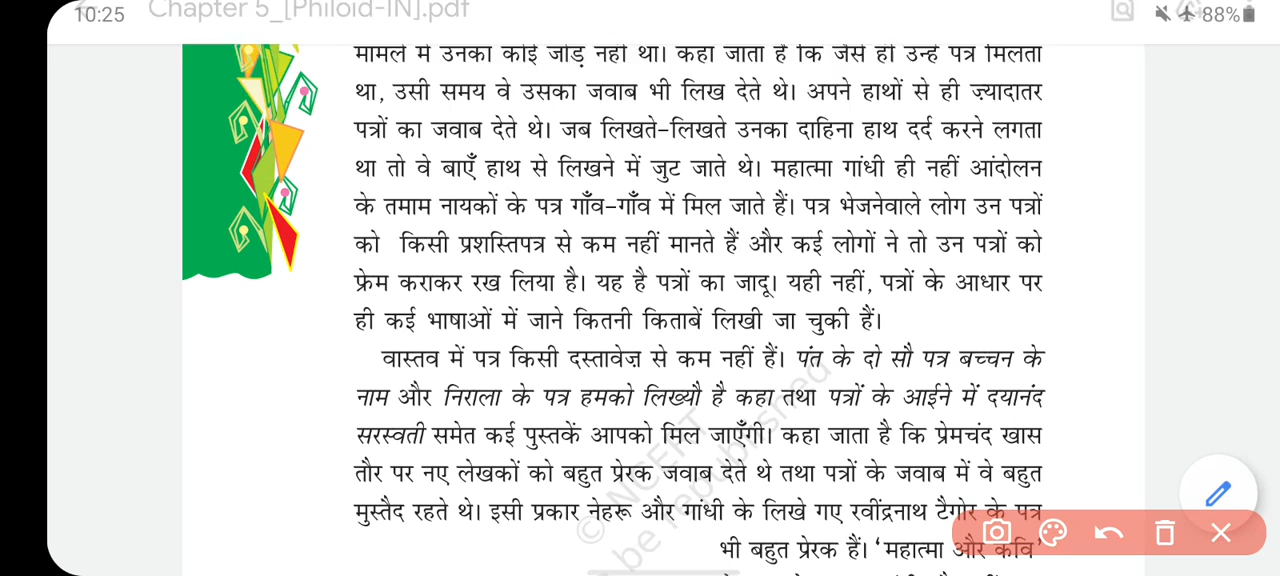 10:25
Chapter 5_[Philoid-IN].pdf
88%
मामले में उनका कोई जोड़ नहीं था। कहा जाता है कि जैसे ही उन्हें पत्र मिलता
था, उसी समय वे उसका जवाब भी लिख देते थे। अपने हाथों से ही ज़्यादातर
पत्रों का जवाब देते थे। जब लिखते-लिखते उनका दाहिना हाथ दर्द करने लगता
था तो वे बाएँ हाथ से लिखने में जुट जाते थे। महात्मा गांधी ही नहीं आंदोलन
के तमाम नायकों के पत्र गाँव-गाँव में मिल जाते हैं। पत्र भेजनेवाले लोग उन पत्रों
को किसी प्रशस्तिपत्र से कम नहीं मानते हैं और कई लोगों ने तो उन पत्रों को
फ्रेम कराकर रख लिया है। यह है पत्रों का जादू। यही नहीं, पत्रों के आधार पर
ही कई भाषाओं में जाने कितनी किताबें लिखी जा चुकी हैं।
वास्तव में पत्र किसी दस्तावेज़ से कम नहीं हैं। पंत के दो सौ पत्र बच्चन के
नाम और निराला के पत्र हमको लिख्यौ है कहा तथा पत्रों के आईने में दयानंद
सरस्वती समेत कई पुस्तकें आपको मिल जाएँगी। कहा जाता है कि प्रेमचंद खास
तौर पर नए लेखकों को बहुत प्रेरक जवाब देते थे तथा पत्रों के जवाब में वे बहुत
मुस्तैद रहते थे। इसी प्रकार नेहरू और गांधी के लिखे गए रवींद्रनाथ टैगोर के पत्र
भी बहुत प्रेरक हैं। ‘महात्मा और कवि’
© NCERT
be republished